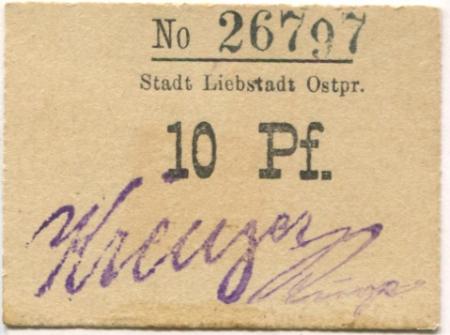 No 26797
Stadt Liebstadt Ostpr.
10 Pf.
Kreuzer